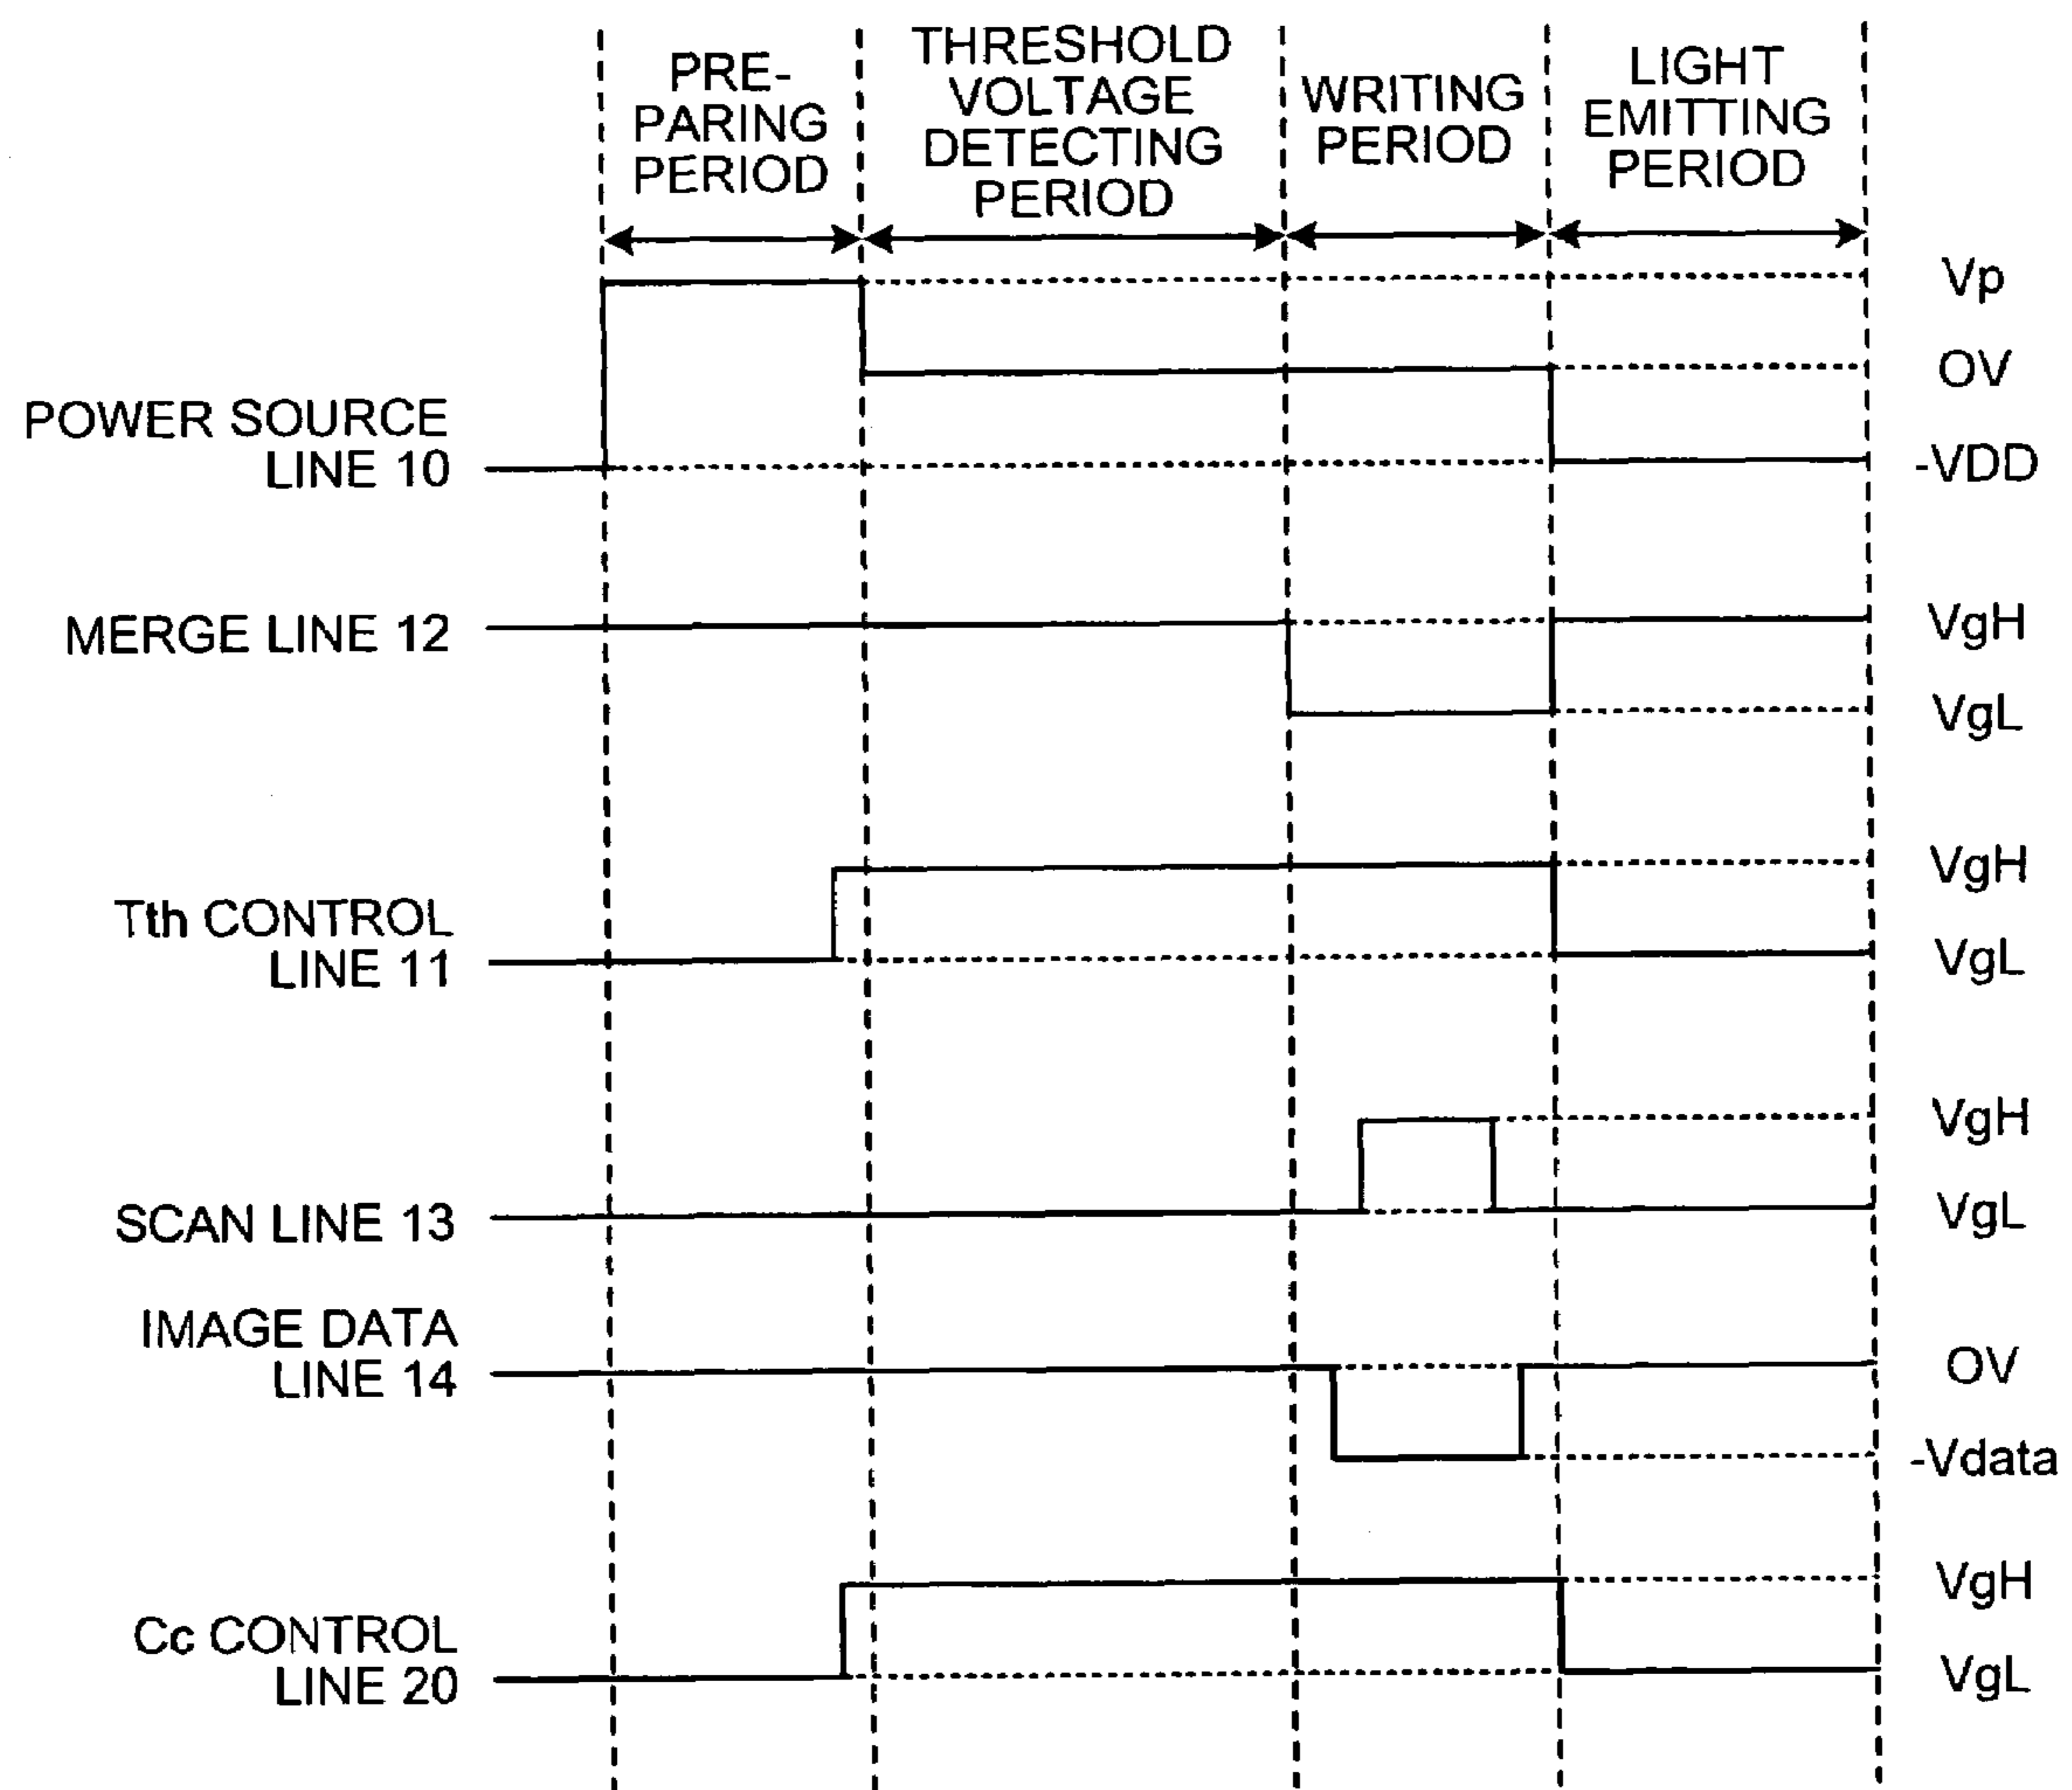 PRE-
PARING
PERIOD
THRESHOLD
VOLTAGE
DETECTING
PERIOD
WRITING
PERIOD
LIGHT
EMITTING
PERIOD
Vp
OV
POWER SOURCE
LINE 10
-VDD
MERGE LINE 12
VgH
VgL
VgH
Tth CONTROL
LINE 11
VgL
VgH
SCAN LINE 13
VgL
IMAGE DATA
LINE 14
OV
-Vdata
VgH
Cc CONTROL
LINE 20
VgL